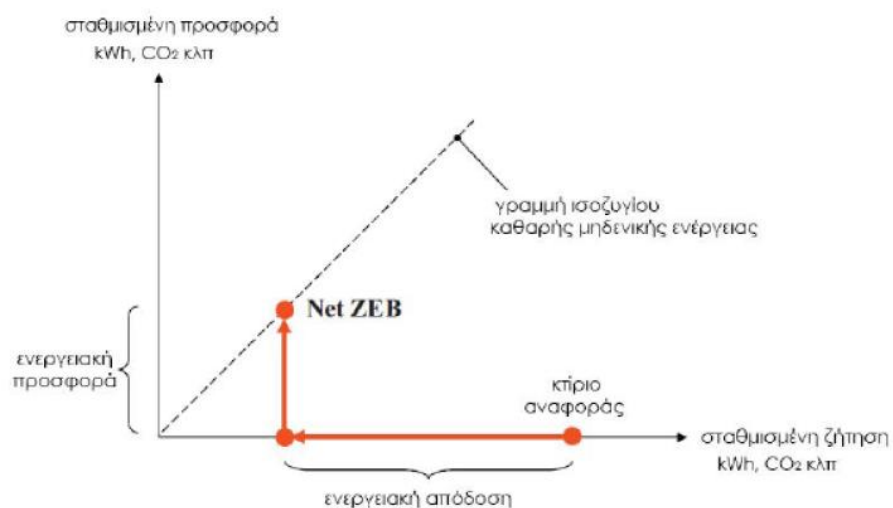 σταθμισμένη προσφορά
kWh, CO₂ κλπ
γραμμή ισοζυγίου
καθαρής μηδενικής ενέργειας
Net ZEB
ενεργειακή
προσφορά
κτίριο
αναφοράς
σταθμισμένη ζήτηση
kWh, CO₂ κλπ
ενεργειακή απόδοση